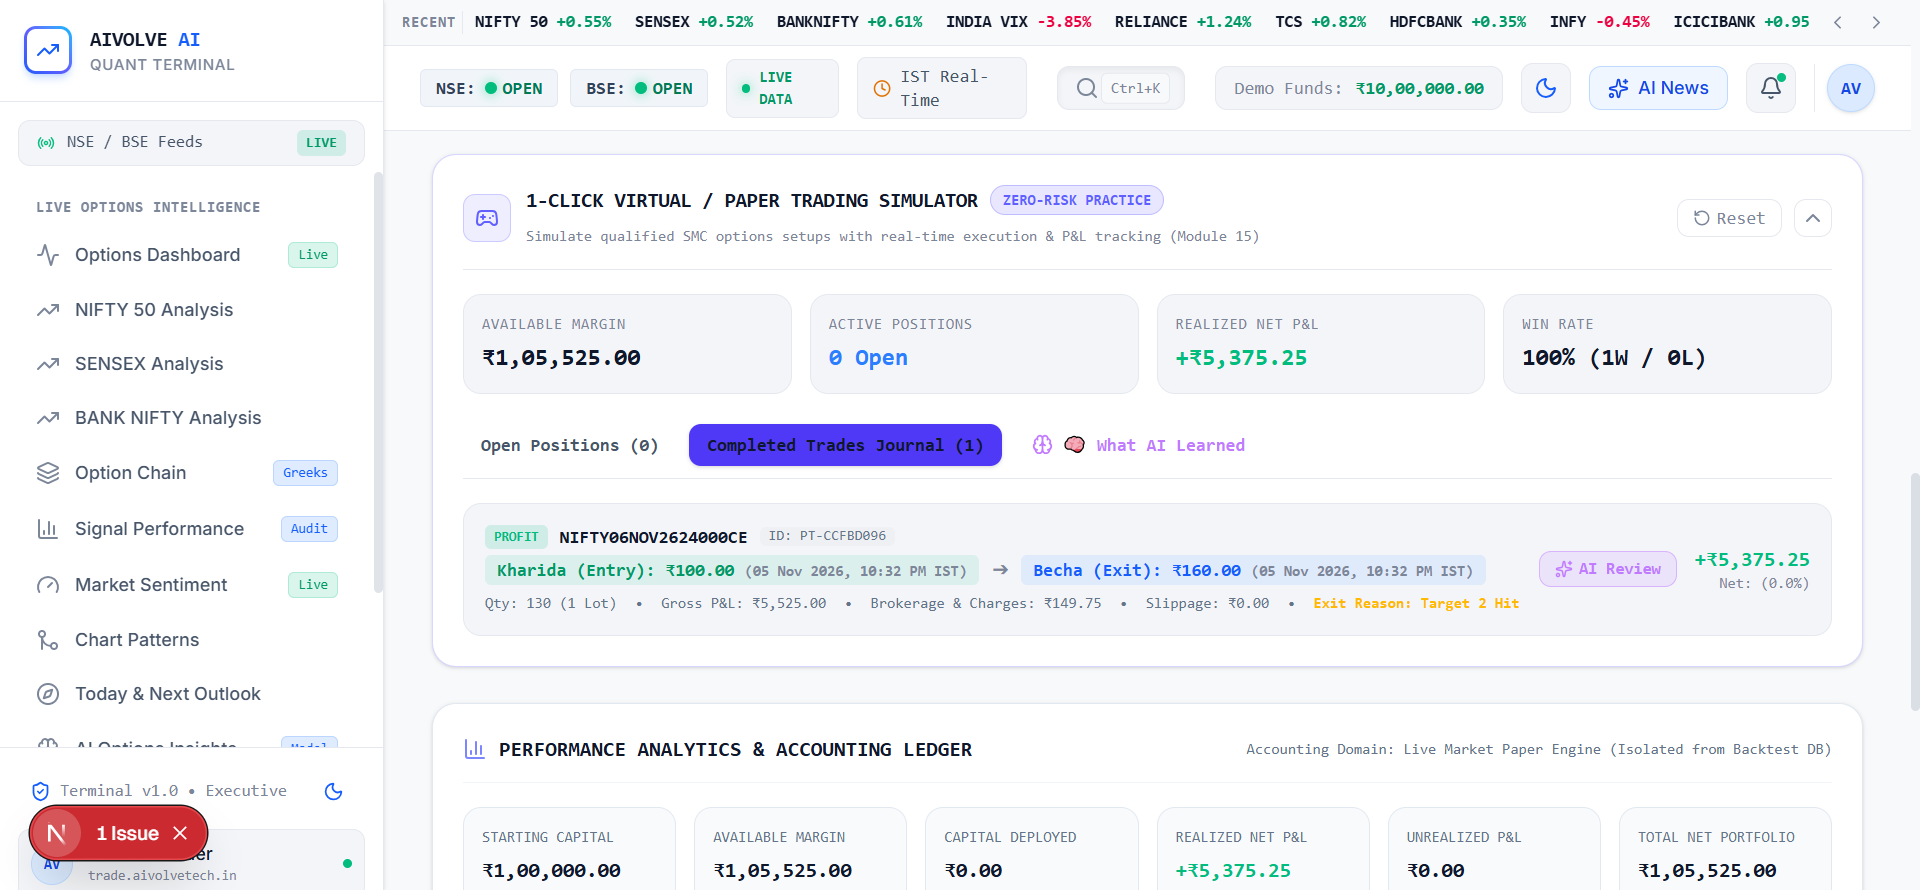 AIVOLVE AI
QUANT TERMINAL
NSE / BSE Feeds LIVE
LIVE OPTIONS INTELLIGENCE
Options Dashboard Live
NIFTY 50 Analysis
SENSEX Analysis
BANK NIFTY Analysis
Option Chain Greeks
Signal Performance Audit
Market Sentiment Live
Chart Patterns
Today & Next Outlook
AI Options Insights Model
Terminal v1.0 • Executive
1 Issue
AV
trade.aivolvetech.in
RECENT NIFTY 50 +0.55% SENSEX +0.52% BANKNIFTY +0.61% INDIA VIX -3.85% RELIANCE +1.24% TCS +0.82% HDFCBANK +0.35% INFY -0.45% ICICIBANK +0.95
NSE: OPEN BSE: OPEN LIVE DATA IST Real-Time Ctrl+K Demo Funds: ₹10,00,000.00 AI News AV
1-CLICK VIRTUAL / PAPER TRADING SIMULATOR ZERO-RISK PRACTICE
Simulate qualified SMC options setups with real-time execution & P&L tracking (Module 15)
Reset
AVAILABLE MARGIN
₹1,05,525.00
ACTIVE POSITIONS
0 Open
REALIZED NET P&L
+₹5,375.25
WIN RATE
100% (1W / 0L)
Open Positions (0) Completed Trades Journal (1) 🧠 What AI Learned
PROFIT NIFTY06NOV2624000CE ID: PT-CCFBD096
Kharida (Entry): ₹100.00 (05 Nov 2026, 10:32 PM IST) → Becha (Exit): ₹160.00 (05 Nov 2026, 10:32 PM IST)
Qty: 130 (1 Lot) • Gross P&L: ₹5,525.00 • Brokerage & Charges: ₹149.75 • Slippage: ₹0.00 • Exit Reason: Target 2 Hit
AI Review
+₹5,375.25
Net: (0.0%)
PERFORMANCE ANALYTICS & ACCOUNTING LEDGER
Accounting Domain: Live Market Paper Engine (Isolated from Backtest DB)
STARTING CAPITAL
₹1,00,000.00
AVAILABLE MARGIN
₹1,05,525.00
CAPITAL DEPLOYED
₹0.00
REALIZED NET P&L
+₹5,375.25
UNREALIZED P&L
₹0.00
TOTAL NET PORTFOLIO
₹1,05,525.00